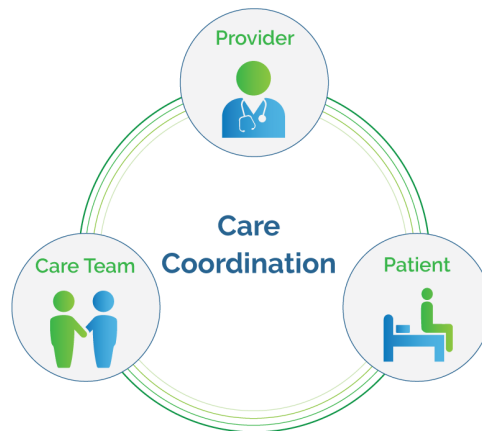 Provider
Care
Coordination
Care Team
Patient